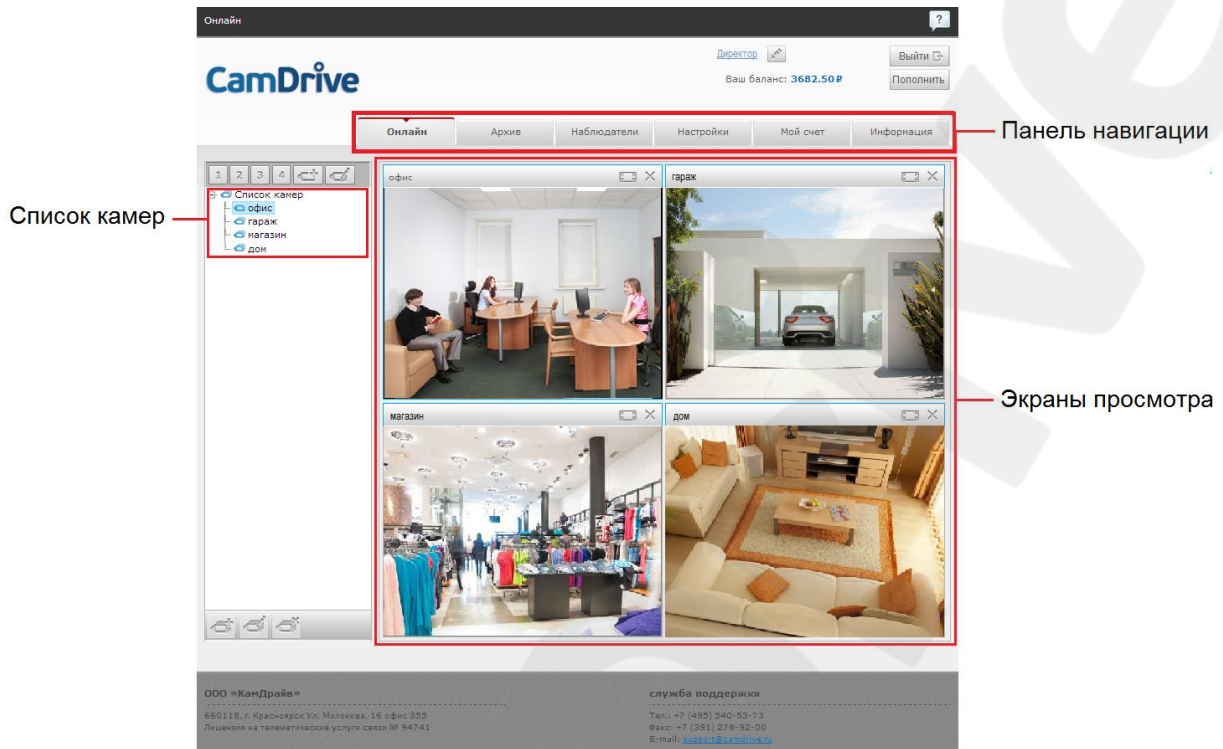 Онлайн
?
CamDrive
Директор
Выйти
Ваш баланс: 3682.50₽
Пополнить
Онлайн Архив Наблюдатели Настройки Мой счет Информация
Панель навигации
1 2 3 4
Список камер
офис
гараж
магазин
дом
Список камер
офис
гараж
магазин
дом
Экраны просмотра
ООО «КамДрайв»
660118, г. Красноярск Ул. Молокова, 16 офис 355
Лицензия на телематические услуги связи № 94741
служба поддержки
Тел.: +7 (495) 540-53-73
Факс: +7 (391) 278-92-00
E-mail: support@camdrive.ru